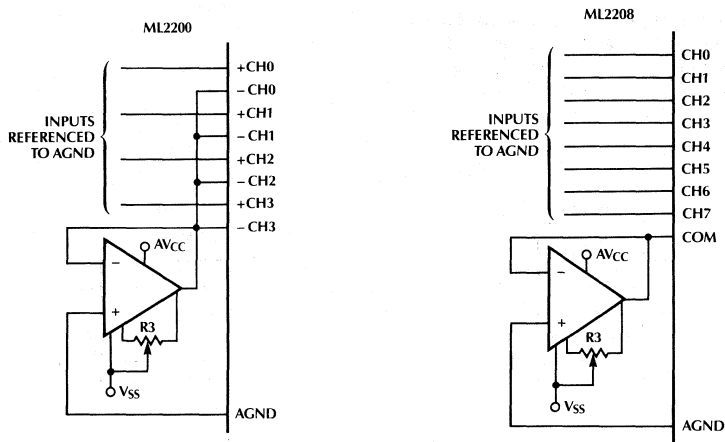 ML2200
+CH0
−CH0
+CH1
−CH1
+CH2
−CH2
+CH3
−CH3
INPUTS
REFERENCED
TO AGND
AVCC
−
+
R3
VSS
AGND
ML2208
CH0
CH1
CH2
CH3
CH4
CH5
CH6
CH7
COM
INPUTS
REFERENCED
TO AGND
AVCC
−
+
R3
VSS
AGND